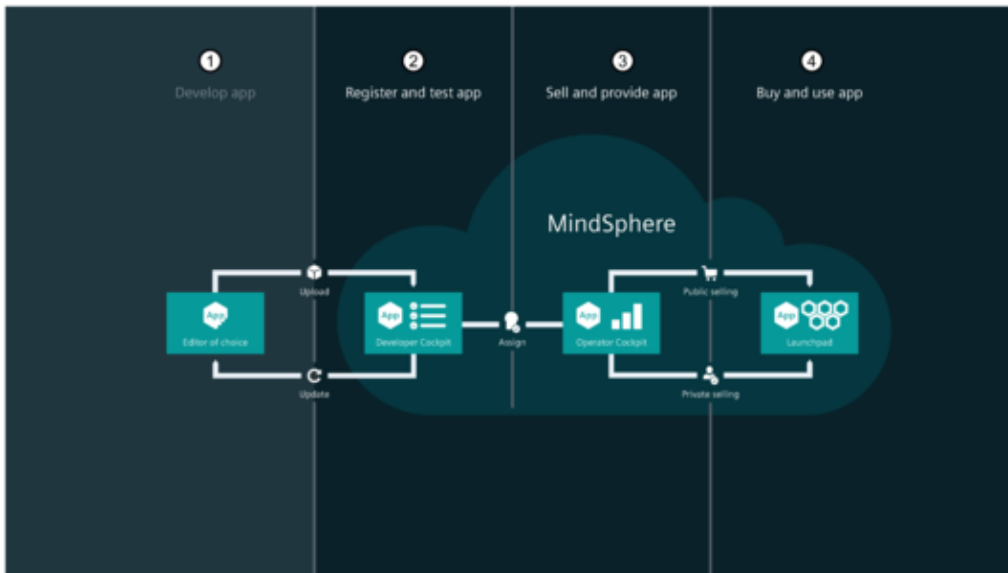 1
2
3
4
Develop app
Register and test app
Sell and provide app
Buy and use app
MindSphere
Upload
Public selling
App
App
App
App
Editor of choice
Developer Cockpit
Assign
Operator Cockpit
Launchpad
Update
Private selling